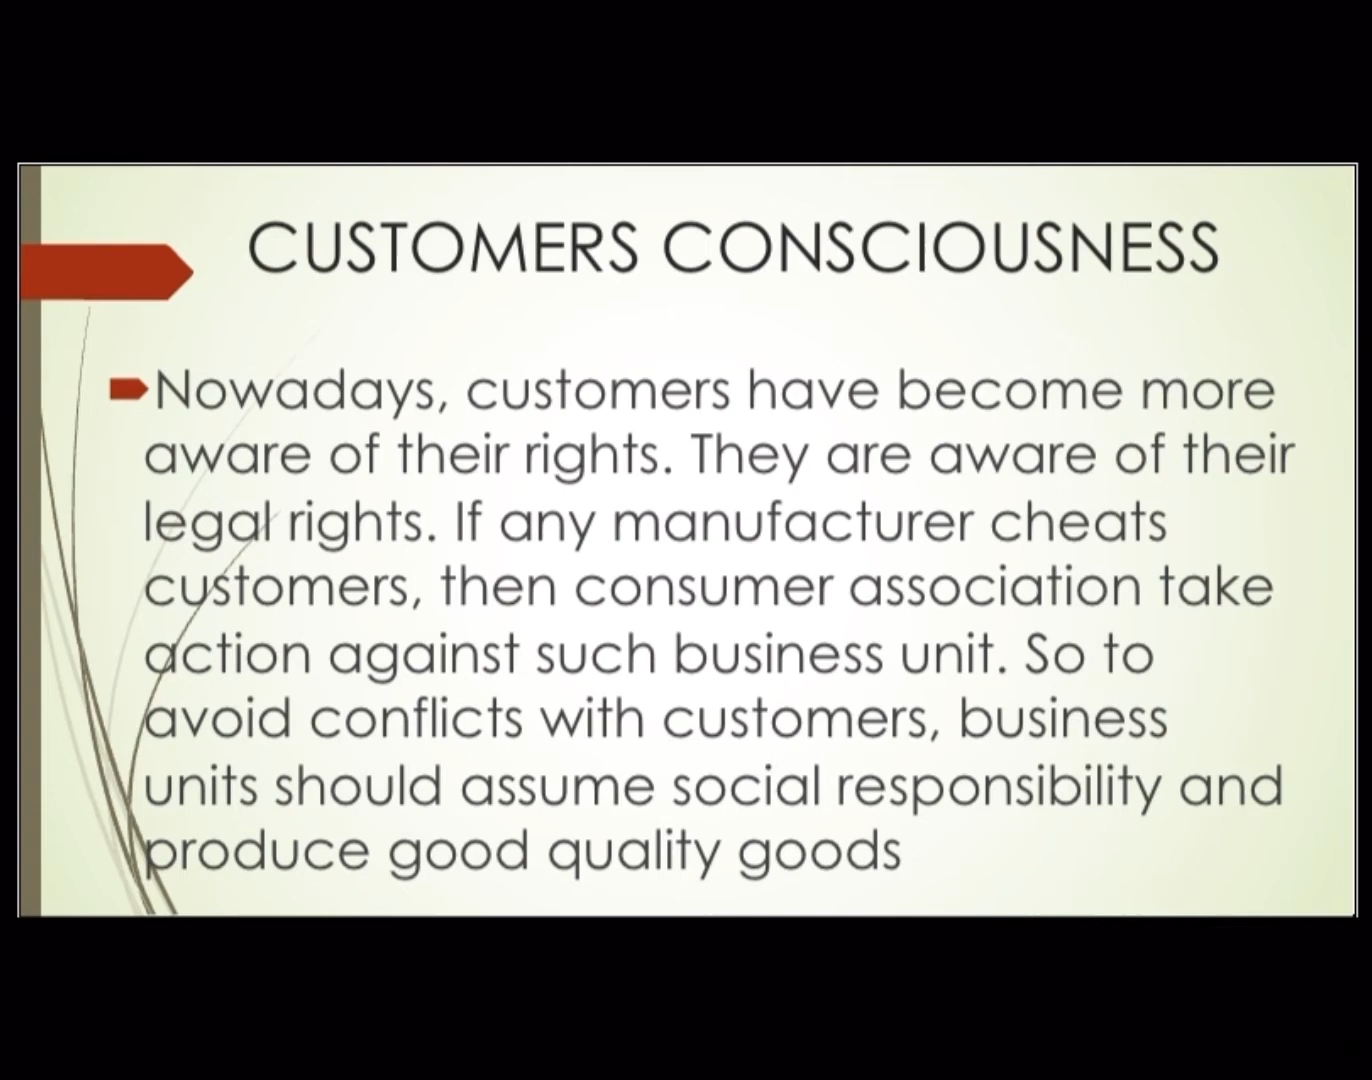 CUSTOMERS CONSCIOUSNESS
Nowadays, customers have become more
aware of their rights. They are aware of their
legal rights. If any manufacturer cheats
customers, then consumer association take
action against such business unit. So to
avoid conflicts with customers, business
units should assume social responsibility and
produce good quality goods